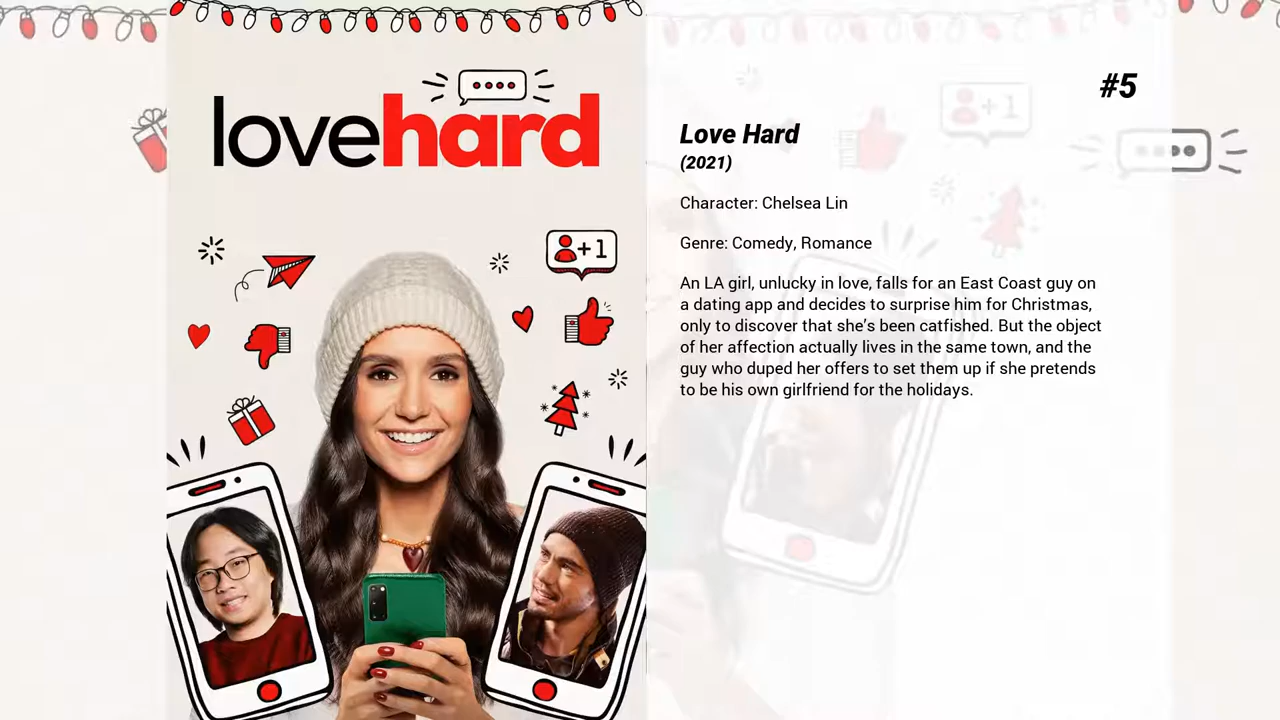 lovehard
+1
#5
Love Hard
(2021)
Character: Chelsea Lin
Genre: Comedy, Romance
An LA girl, unlucky in love, falls for an East Coast guy on
a dating app and decides to surprise him for Christmas,
only to discover that she's been catfished. But the object
of her affection actually lives in the same town, and the
guy who duped her offers to set them up if she pretends
to be his own girlfriend for the holidays.
+1